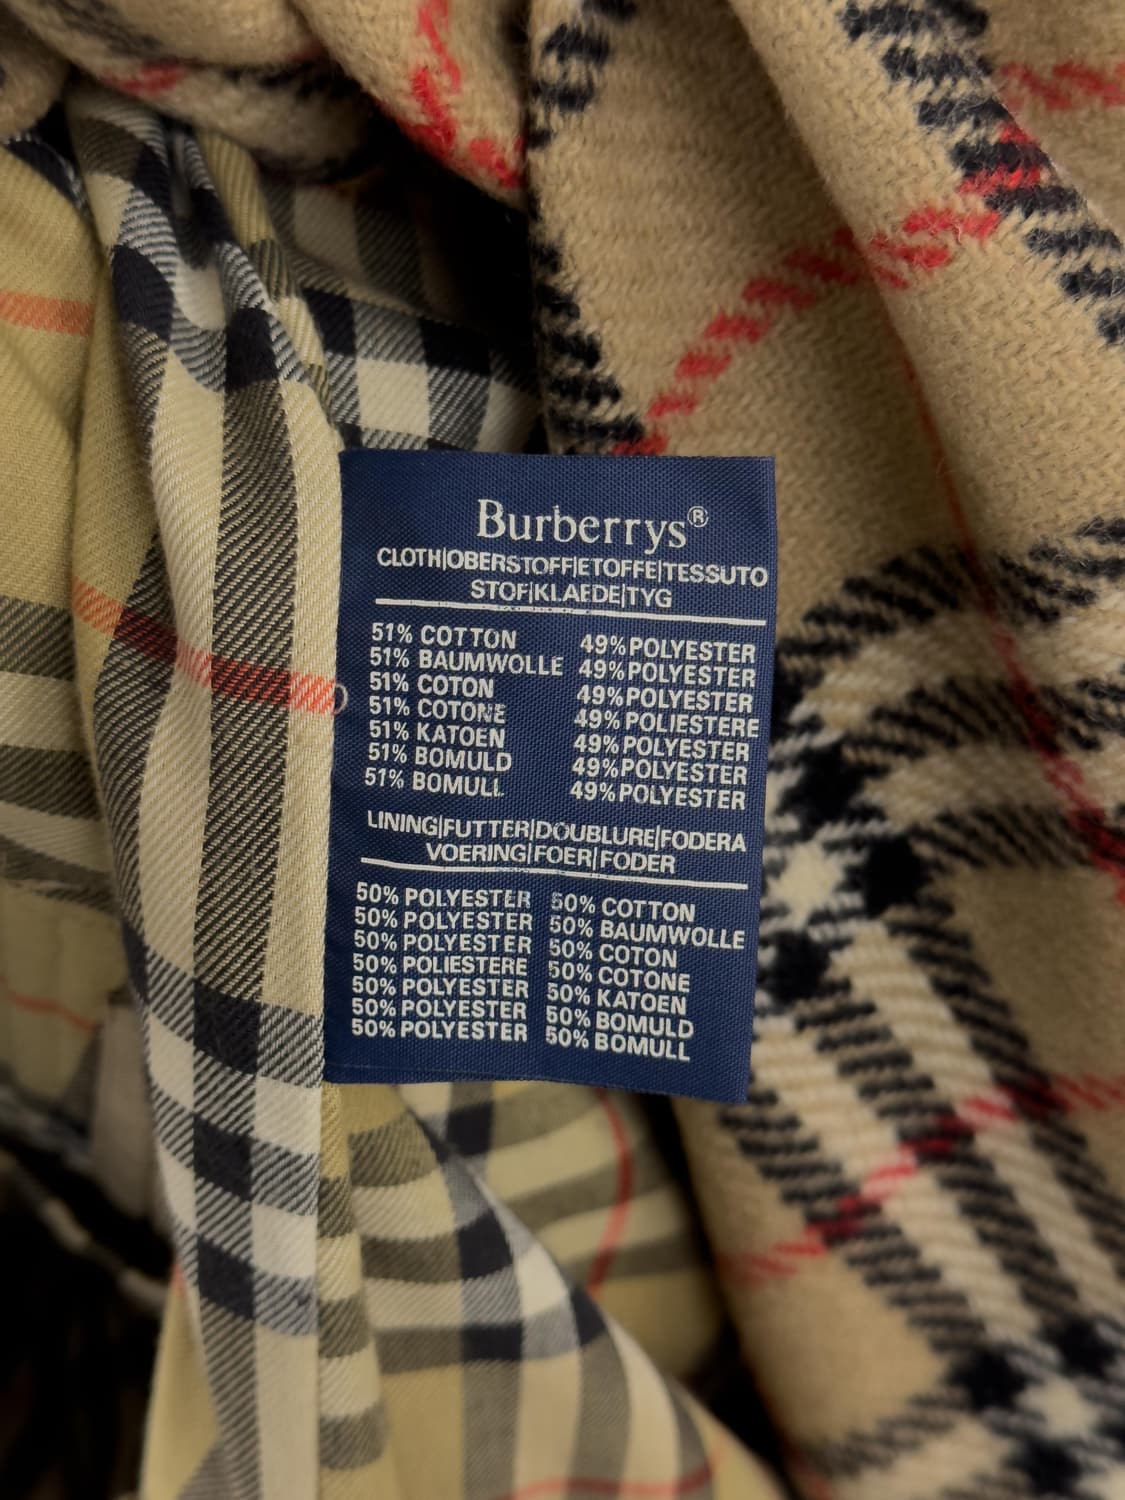 Burberrys®
CLOTH|OBERSTOFF|ETOFFE|TESSUTO
STOF|KLAEDE|TYG
51% COTTON 49% POLYESTER
51% BAUMWOLLE 49% POLYESTER
51% COTON 49% POLYESTER
51% COTONE 49% POLIESTERE
51% KATOEN 49% POLYESTER
51% BOMULD 49% POLYESTER
51% BOMULL 49% POLYESTER
LINING|FUTTER|DOUBLURE|FODERA
VOERING|FOER|FODER
50% POLYESTER 50% COTTON
50% POLYESTER 50% BAUMWOLLE
50% POLYESTER 50% COTON
50% POLIESTERE 50% COTONE
50% POLYESTER 50% KATOEN
50% POLYESTER 50% BOMULD
50% POLYESTER 50% BOMULL